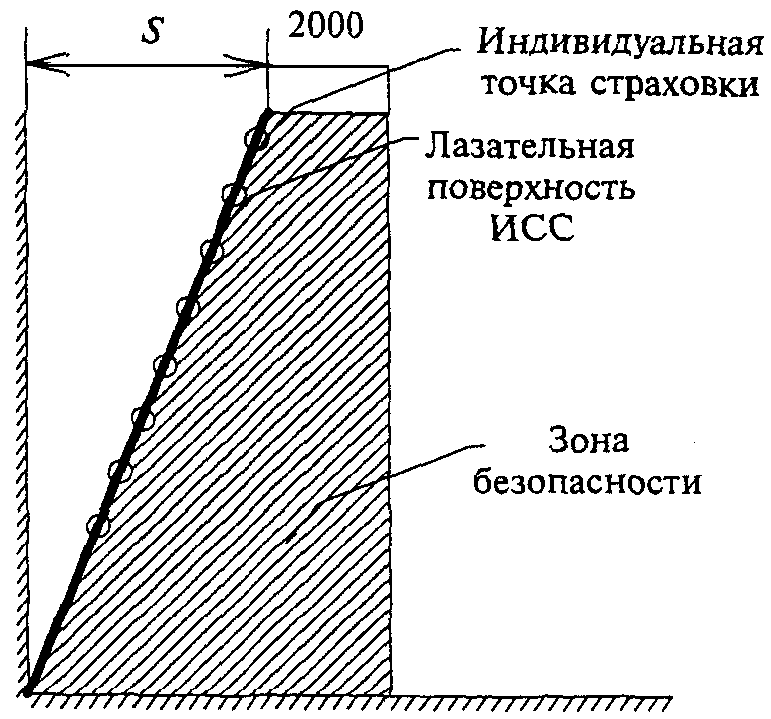 S
2000
Индивидуальная
точка страховки
Лазательная
поверхность
ИСС
Зона
безопасности